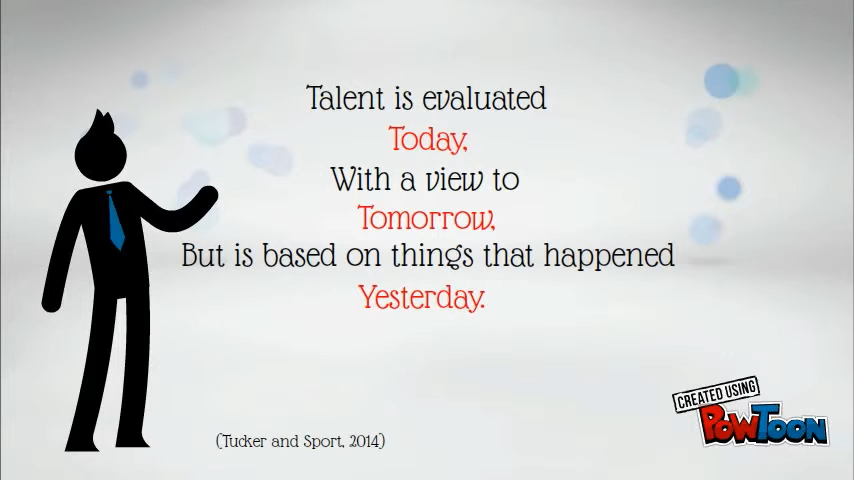 Talent is evaluated
Today,
With a view to
Tomorrow,
But is based on things that happened
Yesterday.
(Tucker and Sport, 2014)
CREATED USING
POWTOON